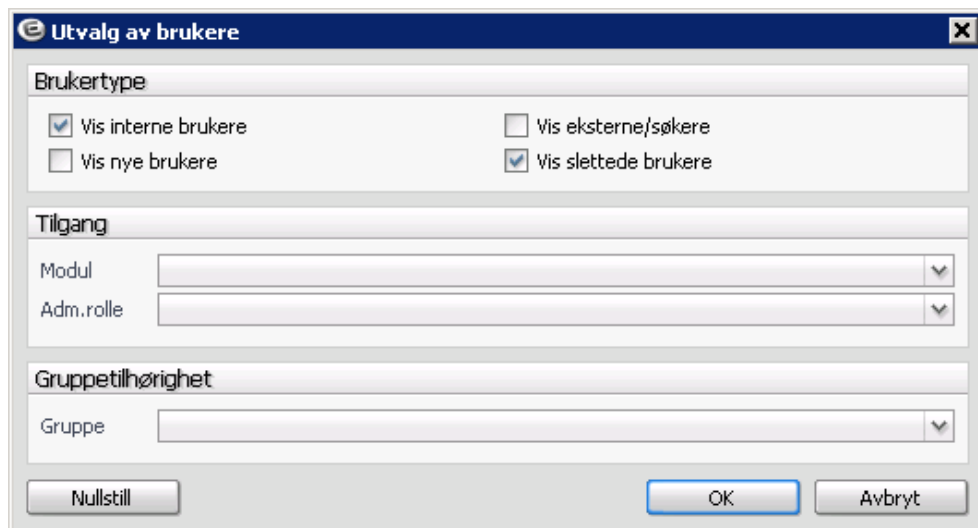 Utvalg av brukere
Brukertype
Vis interne brukere
Vis eksterne/søkere
Vis nye brukere
Vis slettede brukere
Tilgang
Modul
Adm.rolle
Gruppetilhørighet
Gruppe
Nullstill
OK
Avbryt